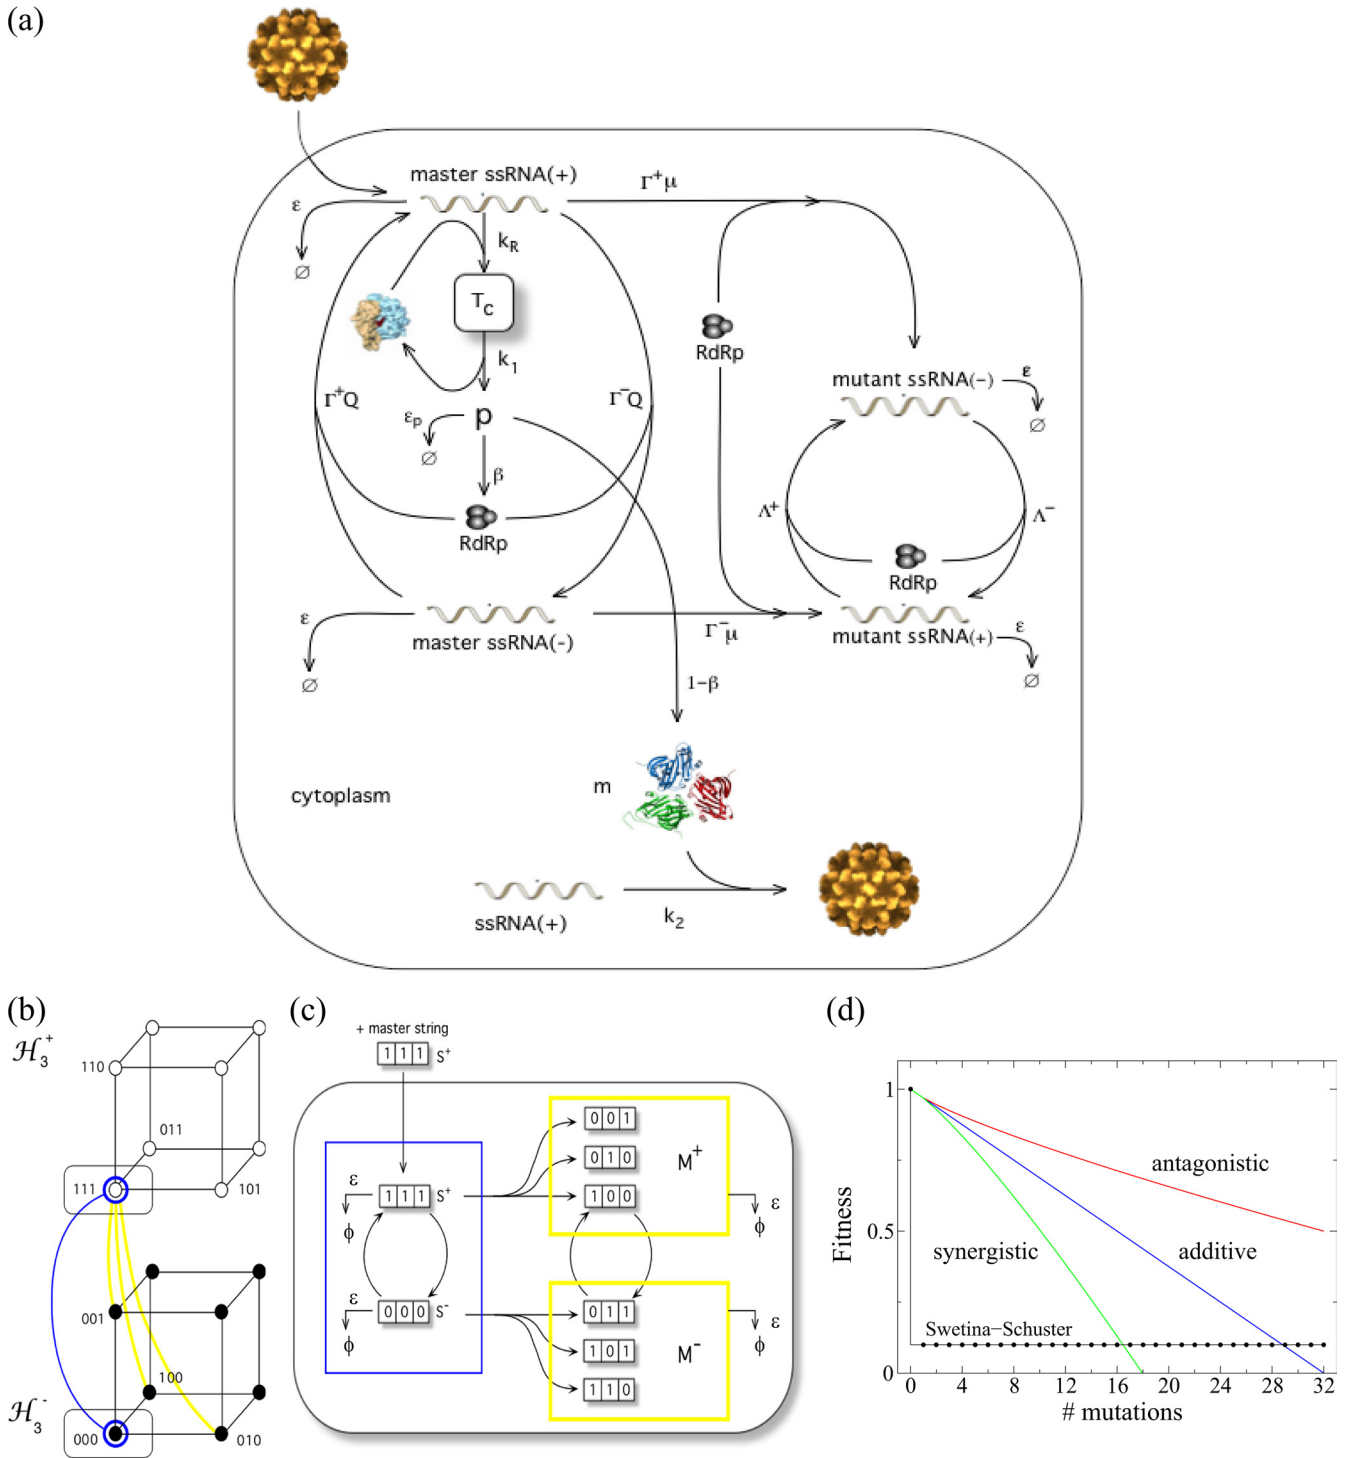 (a)
master ssRNA(+)
Γ⁺μ
ε
∅
k_R
T_c
k₁
RdRp
mutant ssRNA(-)
ε
∅
Γ⁺Q
Γ⁻Q
ε_p
p
∅
β
RdRp
Λ⁺
Λ⁻
RdRp
ε
master ssRNA(-)
Γ⁻μ
mutant ssRNA(+)
ε
∅
∅
1-β
cytoplasm
m
ssRNA(+)
k₂
(b)
ℋ₃⁺
110
011
111
101
001
100
ℋ₃⁻
000
010
(c)
+ master string
1 1 1 S⁺
0 0 1
0 1 0
M⁺
ε
1 1 1 S⁺
1 0 0
ε
ϕ
ϕ
ε
0 0 0 S⁻
0 1 1
ε
ϕ
ϕ
1 0 1
M⁻
1 1 0
(d)
1
antagonistic
0.5
synergistic
additive
Swetina-Schuster
0
0 4 8 12 16 20 24 28 32
Fitness
# mutations